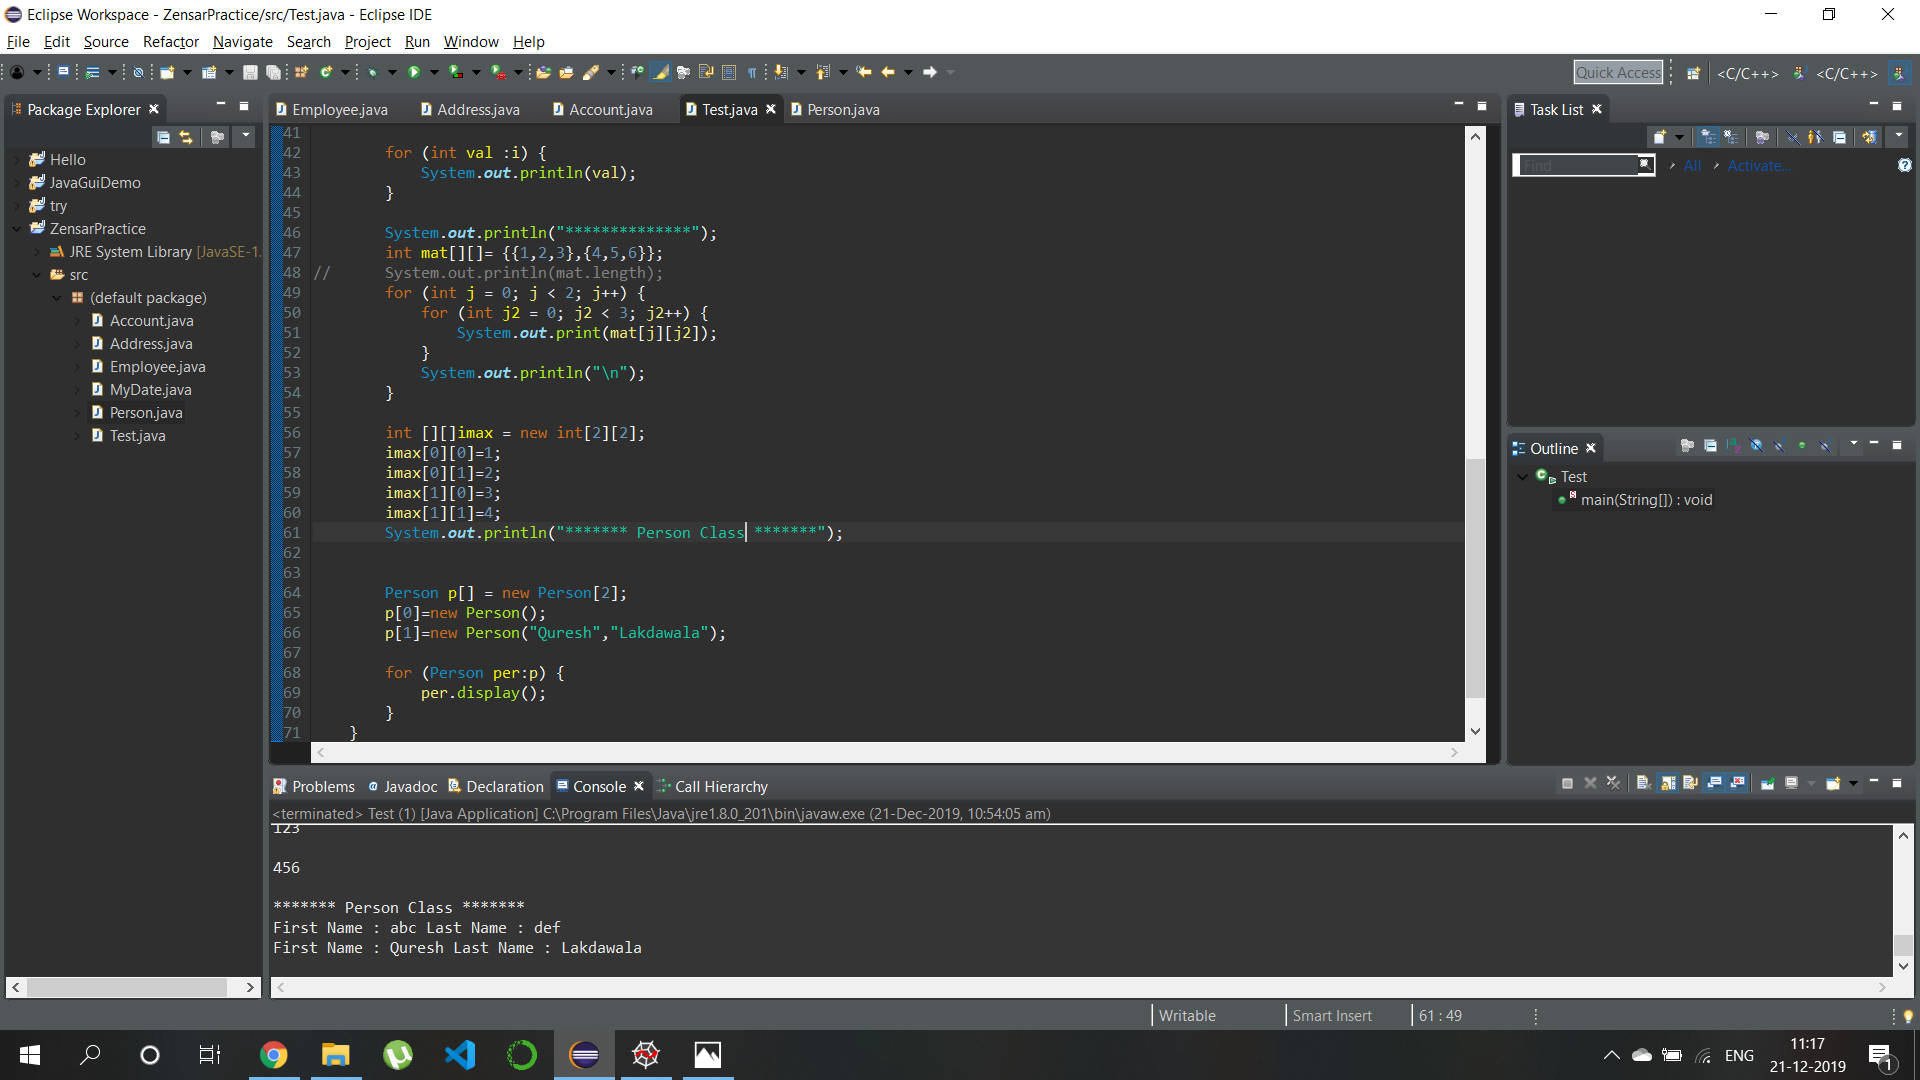 Eclipse Workspace - ZensarPractice/src/Test.java - Eclipse IDE
File Edit Source Refactor Navigate Search Project Run Window Help
Quick Access <C/C++> <C/C++>
Package Explorer
Hello
JavaGuiDemo
try
ZensarPractice
JRE System Library [JavaSE-1.
src
(default package)
Account.java
Address.java
Employee.java
MyDate.java
Person.java
Test.java
Employee.java Address.java Account.java Test.java Person.java
41
42 for (int val :i) {
43 System.out.println(val);
44 }
45
46 System.out.println("**************");
47 int mat[][]= {{1,2,3},{4,5,6}};
48 // System.out.println(mat.length);
49 for (int j = 0; j < 2; j++) {
50 for (int j2 = 0; j2 < 3; j2++) {
51 System.out.print(mat[j][j2]);
52 }
53 System.out.println("\n");
54 }
55
56 int [][]imax = new int[2][2];
57 imax[0][0]=1;
58 imax[0][1]=2;
59 imax[1][0]=3;
60 imax[1][1]=4;
61 System.out.println("******* Person Class *******");
62
63
64 Person p[] = new Person[2];
65 p[0]=new Person();
66 p[1]=new Person("Quresh","Lakdawala");
67
68 for (Person per:p) {
69 per.display();
70 }
71 }
Task List
Find All Activate...
Outline
Test
main(String[]) : void
Problems Javadoc Declaration Console Call Hierarchy
<terminated> Test (1) [Java Application] C:\Program Files\Java\jre1.8.0_201\bin\javaw.exe (21-Dec-2019, 10:54:05 am)
123
456
******* Person Class *******
First Name : abc Last Name : def
First Name : Quresh Last Name : Lakdawala
Writable Smart Insert 61 : 49
ENG 11:17
21-12-2019
1